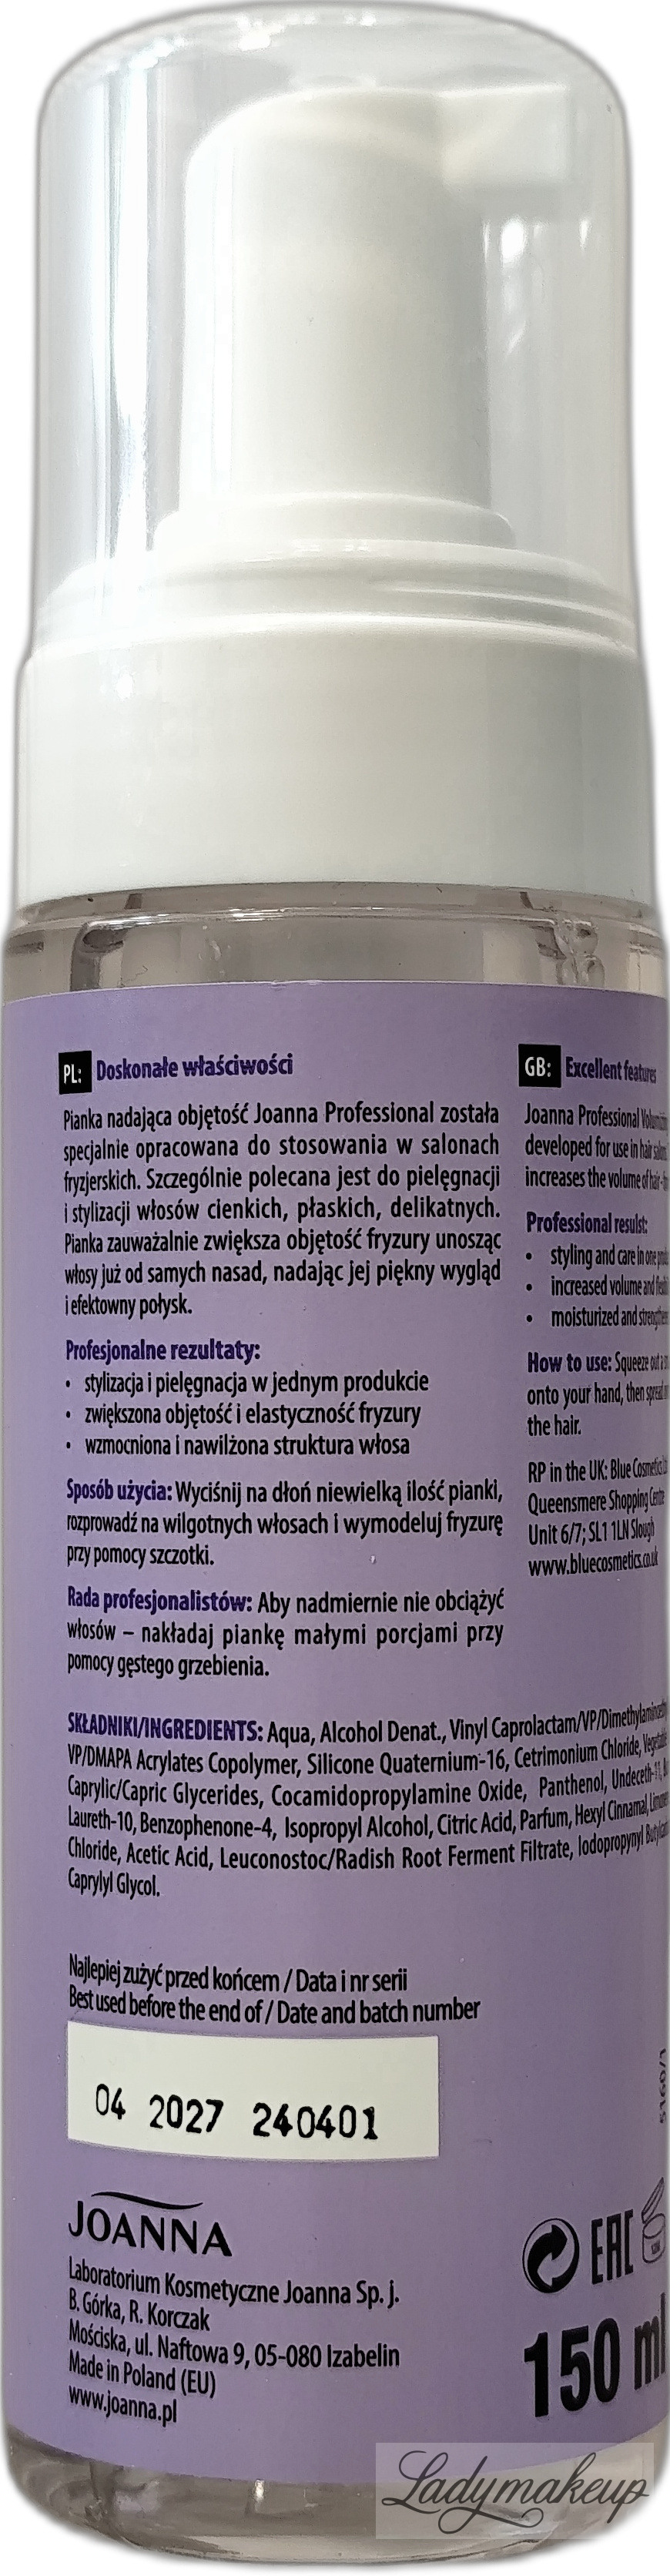 PL: Doskonałe właściwości
Pianka nadająca objętość Joanna Professional została
specjalnie opracowana do stosowania w salonach
fryzjerskich. Szczególnie polecana jest do pielęgnacji
i stylizacji włosów cienkich, płaskich, delikatnych.
Pianka zauważalnie zwiększa objętość fryzury unosząc
włosy już od samych nasad, nadając jej piękny wygląd
i efektowny połysk.
Profesjonalne rezultaty:
• stylizacja i pielęgnacja w jednym produkcie
• zwiększona objętość i elastyczność fryzury
• wzmocniona i nawilżona struktura włosa
Sposób użycia: Wyciśnij na dłoń niewielką ilość pianki,
rozprowadź na wilgotnych włosach i wymodeluj fryzurę
przy pomocy szczotki.
Rada profesjonalistów: Aby nadmiernie nie obciążyć
włosów – nakładaj piankę małymi porcjami przy
pomocy gęstego grzebienia.
GB: Excellent features
Joanna Professional
developed for use in hair
increases the volume of hair
Professional resulst:
• styling and care in one
• increased volume and
• moisturized and
How to use: Squeeze out a
onto your hand, then spread
the hair.
RP in the UK: Blue Cosmetics
Queensmere Shopping Centre
Unit 6/7; SL1 1LN Slough
www.bluecosmetics.co.uk
SKŁADNIKI/INGREDIENTS: Aqua, Alcohol Denat., Vinyl Caprolactam/VP/
VP/DMAPA Acrylates Copolymer, Silicone Quaternium-16, Cetrimonium Chloride,
Caprylic/Capric Glycerides, Cocamidopropylamine Oxide, Panthenol, Undeceth-11,
Laureth-10, Benzophenone-4, Isopropyl Alcohol, Citric Acid, Parfum, Hexyl Cinnamal,
Chloride, Acetic Acid, Leuconostoc/Radish Root Ferment Filtrate, Iodopropynyl
Caprylyl Glycol.
Najlepiej zużyć przed końcem / Data i nr serii
Best used before the end of / Date and batch number
04 2027 240401
JOANNA
Laboratorium Kosmetyczne Joanna Sp. j.
B. Górka, R. Korczak
Mościska, ul. Naftowa 9, 05-080 Izabelin
Made in Poland (EU)
www.joanna.pl
EAC
150 ml
Ladymakeup